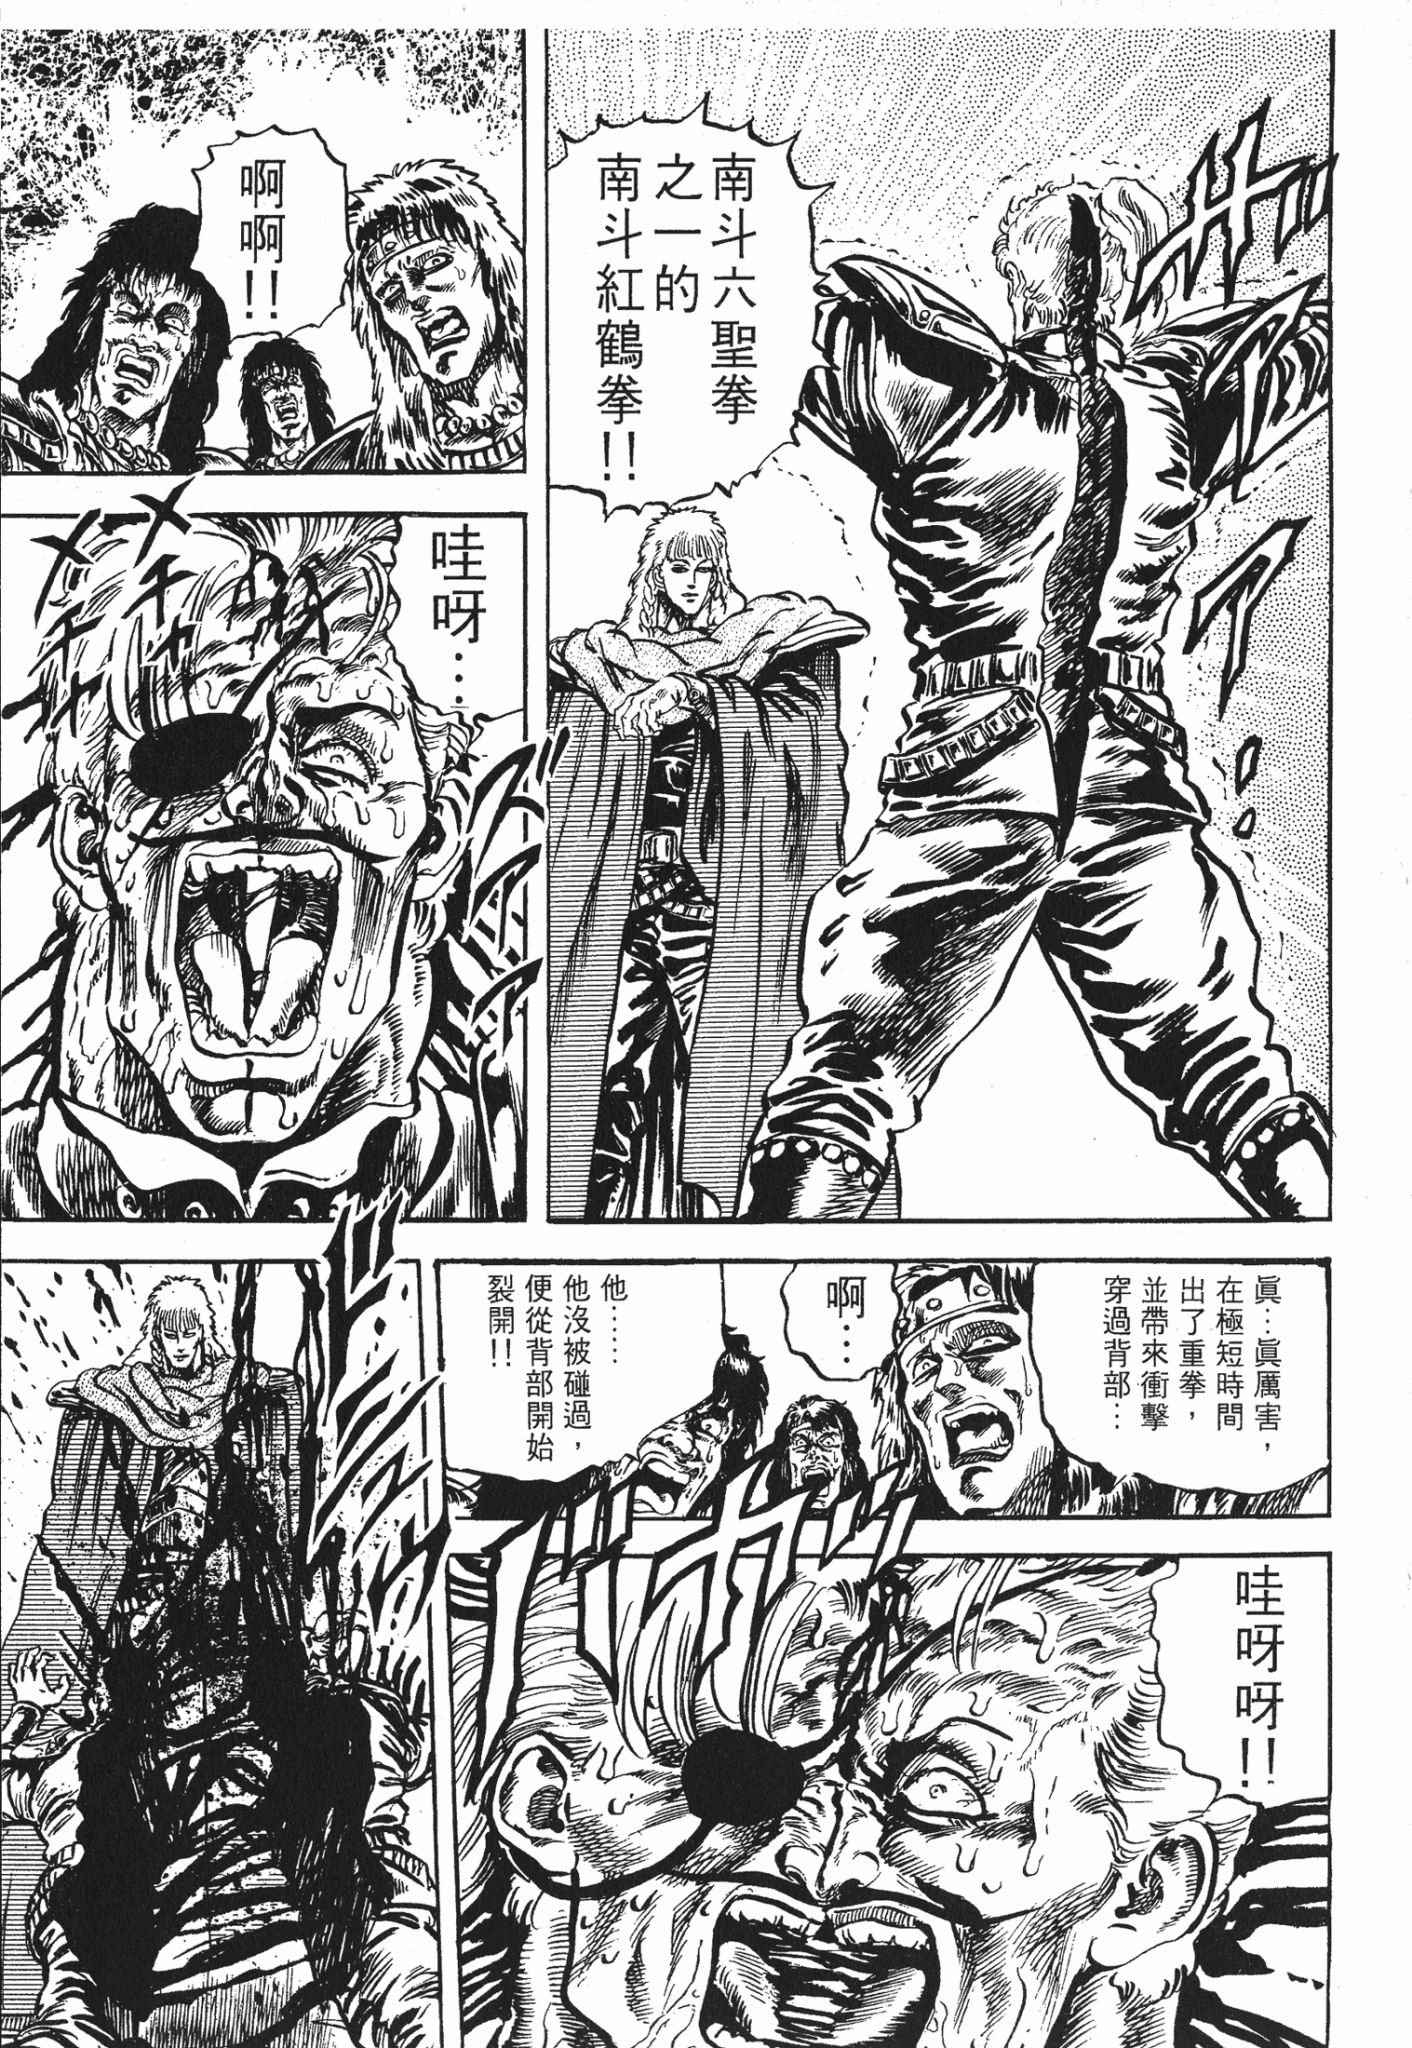 南斗六聖拳
之一的
南斗紅鶴拳!!
啊啊!!
哇呀…
眞…眞厲害，
在極短時間
出了重拳，
並帶來衝擊
穿過背部…
啊…
他……
他沒被碰過，
便從背部開始
裂開!!
哇呀呀!!